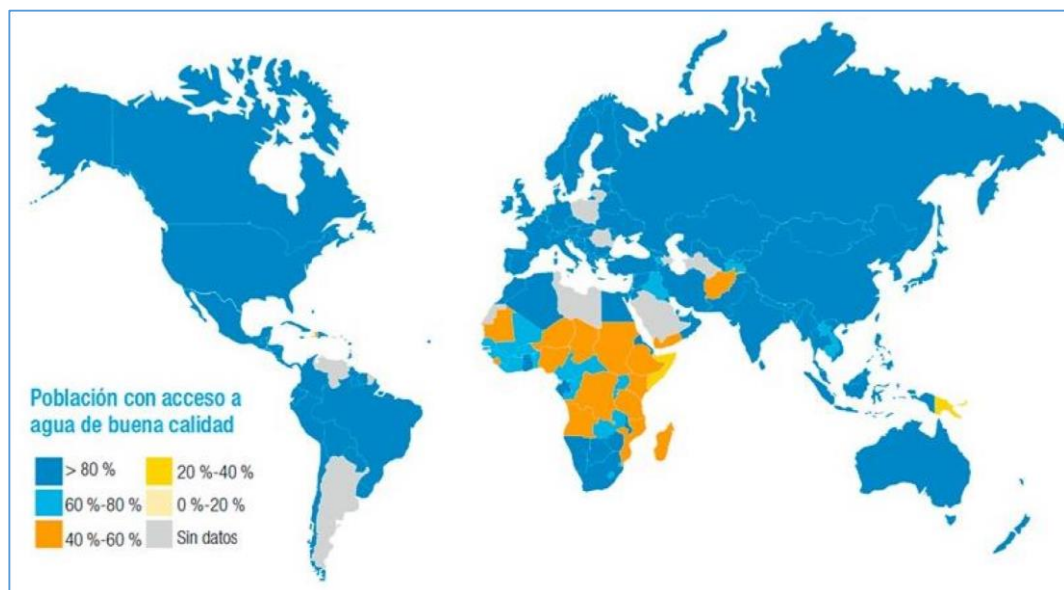 Población con acceso a
agua de buena calidad
> 80 %
60 %-80 %
40 %-60 %
20 %-40 %
0 %-20 %
Sin datos